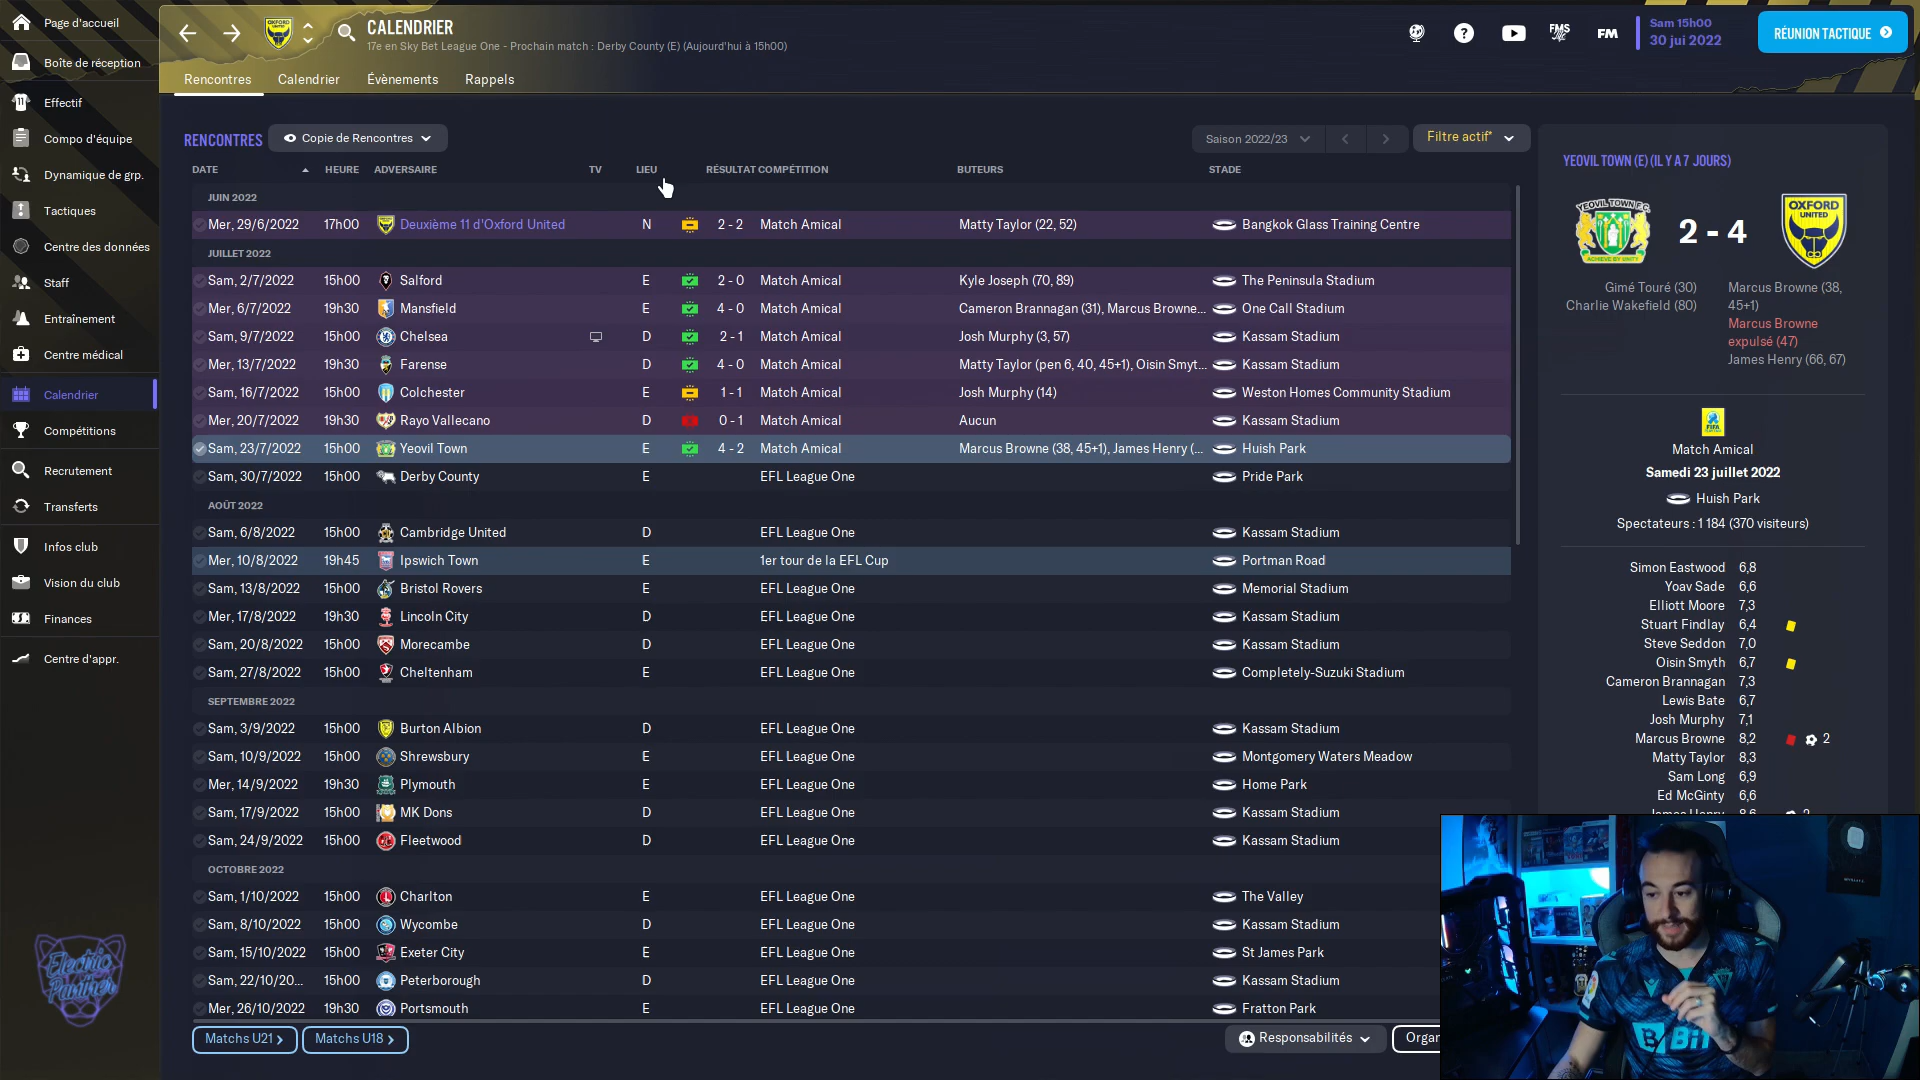 Page d'accueil
Boîte de réception
Effectif
Compo d'équipe
Dynamique de grp.
Tactiques
Centre des données
Staff
Entraînement
Centre médical
Calendrier
Compétitions
Recrutement
Transferts
Infos club
Vision du club
Finances
Centre d'appr.
Electric Panther
OXFORD UNITED
CALENDRIER
17e en Sky Bet League One - Prochain match : Derby County (E) (Aujourd'hui à 15h00)
FMS
FM
Sam 15h00
30 jui 2022
RÉUNION TACTIQUE
Rencontres Calendrier Évènements Rappels
RENCONTRES Copie de Rencontres Saison 2022/23 Filtre actif*
DATE HEURE ADVERSAIRE TV LIEU RÉSULTAT COMPÉTITION BUTEURS STADE
JUIN 2022
Mer, 29/6/2022 17h00 Deuxième 11 d'Oxford United N 2 - 2 Match Amical Matty Taylor (22, 52) Bangkok Glass Training Centre
JUILLET 2022
Sam, 2/7/2022 15h00 Salford E 2 - 0 Match Amical Kyle Joseph (70, 89) The Peninsula Stadium
Mer, 6/7/2022 19h30 Mansfield E 4 - 0 Match Amical Cameron Brannagan (31), Marcus Browne... One Call Stadium
Sam, 9/7/2022 15h00 Chelsea D 2 - 1 Match Amical Josh Murphy (3, 57) Kassam Stadium
Mer, 13/7/2022 19h30 Farense D 4 - 0 Match Amical Matty Taylor (pen 6, 40, 45+1), Oisin Smyt... Kassam Stadium
Sam, 16/7/2022 15h00 Colchester E 1 - 1 Match Amical Josh Murphy (14) Weston Homes Community Stadium
Mer, 20/7/2022 19h30 Rayo Vallecano D 0 - 1 Match Amical Aucun Kassam Stadium
Sam, 23/7/2022 15h00 Yeovil Town E 4 - 2 Match Amical Marcus Browne (38, 45+1), James Henry (... Huish Park
Sam, 30/7/2022 15h00 Derby County E EFL League One Pride Park
AOÛT 2022
Sam, 6/8/2022 15h00 Cambridge United D EFL League One Kassam Stadium
Mer, 10/8/2022 19h45 Ipswich Town E 1er tour de la EFL Cup Portman Road
Sam, 13/8/2022 15h00 Bristol Rovers E EFL League One Memorial Stadium
Mer, 17/8/2022 19h30 Lincoln City D EFL League One Kassam Stadium
Sam, 20/8/2022 15h00 Morecambe D EFL League One Kassam Stadium
Sam, 27/8/2022 15h00 Cheltenham E EFL League One Completely-Suzuki Stadium
SEPTEMBRE 2022
Sam, 3/9/2022 15h00 Burton Albion D EFL League One Kassam Stadium
Sam, 10/9/2022 15h00 Shrewsbury E EFL League One Montgomery Waters Meadow
Mer, 14/9/2022 19h30 Plymouth E EFL League One Home Park
Sam, 17/9/2022 15h00 MK Dons D EFL League One Kassam Stadium
Sam, 24/9/2022 15h00 Fleetwood D EFL League One Kassam Stadium
OCTOBRE 2022
Sam, 1/10/2022 15h00 Charlton E EFL League One The Valley
Sam, 8/10/2022 15h00 Wycombe D EFL League One Kassam Stadium
Sam, 15/10/2022 15h00 Exeter City E EFL League One St James Park
Sam, 22/10/20... 15h00 Peterborough D EFL League One Kassam Stadium
Mer, 26/10/2022 19h30 Portsmouth E EFL League One Fratton Park
Matchs U21 Matchs U18 Responsabilités Organ
YEOVIL TOWN (E) (IL Y A 7 JOURS)
YEOVIL TOWN F.C.
ACHIEVE BY UNITY
2 - 4
OXFORD UNITED
Gimé Touré (30)
Charlie Wakefield (80)
Marcus Browne (38,
45+1)
Marcus Browne
expulsé (47)
James Henry (66, 67)
FIFA
Match Amical
Samedi 23 juillet 2022
Huish Park
Spectateurs : 1 184 (370 visiteurs)
Simon Eastwood 6,8
Yoav Sade 6,6
Elliott Moore 7,3
Stuart Findlay 6,4
Steve Seddon 7,0
Oisin Smyth 6,7
Cameron Brannagan 7,3
Lewis Bate 6,7
Josh Murphy 7,1
Marcus Browne 8,2 2
Matty Taylor 8,3
Sam Long 6,9
Ed McGinty 6,6
James Henry 8,6 2